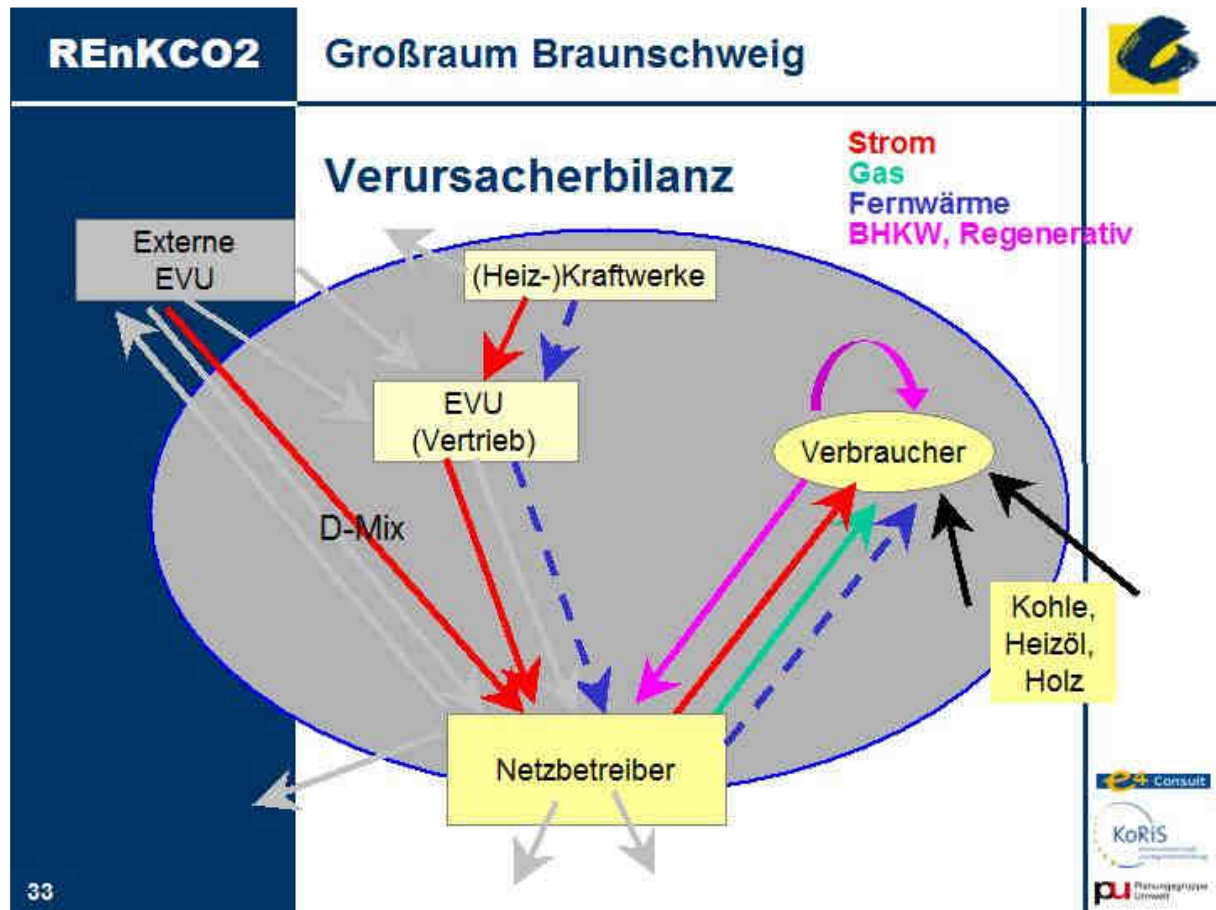 REnKCO2
Großraum Braunschweig
Verursacherbilanz
Strom
Gas
Fernwärme
BHKW, Regenerativ
Externe
EVU
(Heiz-)Kraftwerke
EVU
(Vertrieb)
Verbraucher
D-Mix
Kohle,
Heizöl,
Holz
Netzbetreiber
e4 Consult
KoRiS
pu Planungsgruppe
Umwelt
33